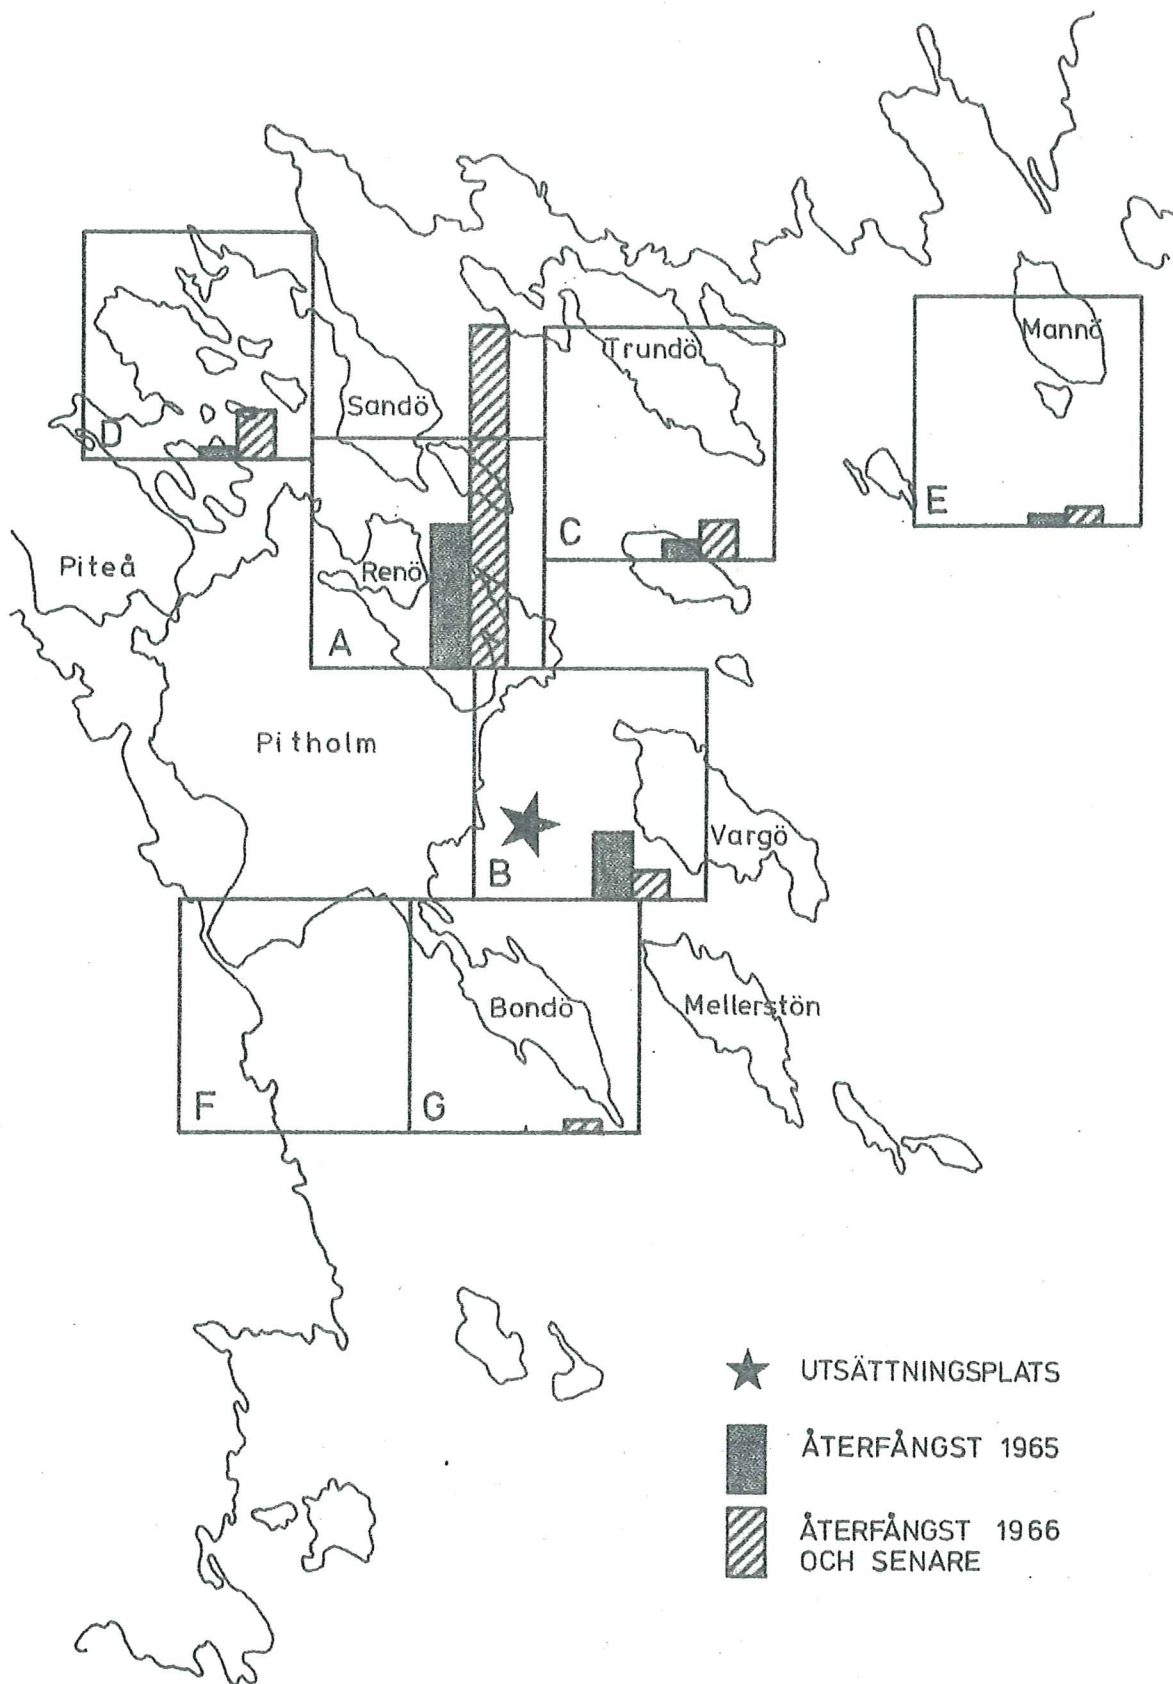 Mannö
Trundö
Sandö
D
E
C
Piteå
Renö
A
Pitholm
Vargö
B
Bondö
Mellerstön
F
G
UTSÄTTNINGSPLATS
ÅTERFÅNGST 1965
ÅTERFÅNGST 1966
OCH SENARE